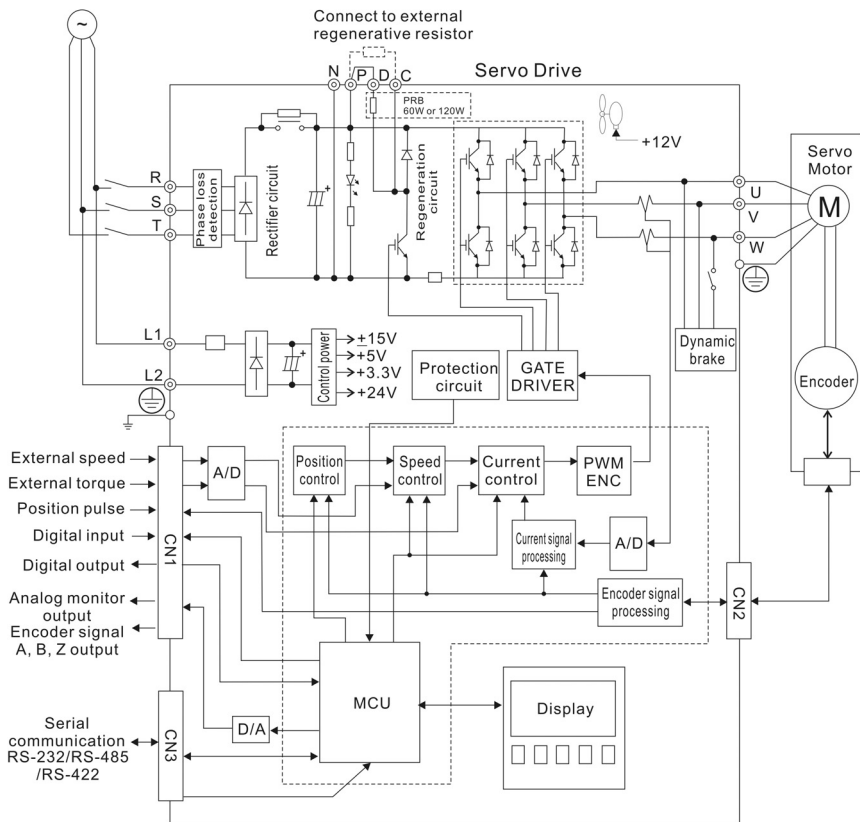 ~
Connect to external
regenerative resistor
N
P
D
C
Servo Drive
PRB
60W or 120W
+12V
Servo
Motor
R
S
T
Phase loss
detection
Rectifier circuit
+
Regeneration
circuit
U
V
W
M
L1
L2
+
Control power
±15V
+5V
+3.3V
+24V
Protection
circuit
GATE
DRIVER
Dynamic
brake
Encoder
External speed
External torque
Position pulse
Digital input
Digital output
Analog monitor
output
Encoder signal
A, B, Z output
CN1
A/D
Position
control
Speed
control
Current
control
PWM
ENC
Current signal
processing
A/D
Encoder signal
processing
CN2
MCU
D/A
Display
Serial
communication
RS-232/RS-485
/RS-422
CN3